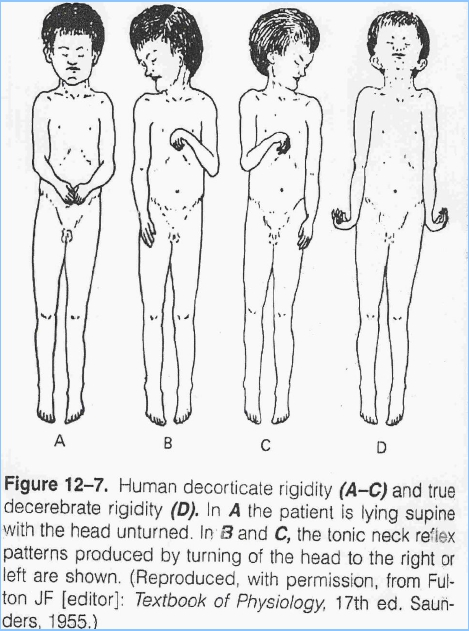 A B C D
Figure 12–7. Human decorticate rigidity (A–C) and true
decerebrate rigidity (D). In A the patient is lying supine
with the head unturned. In B and C, the tonic neck reflex
patterns produced by turning of the head to the right or
left are shown. (Reproduced, with permission, from Ful-
ton JF [editor]: Textbook of Physiology, 17th ed. Saun-
ders, 1955.)